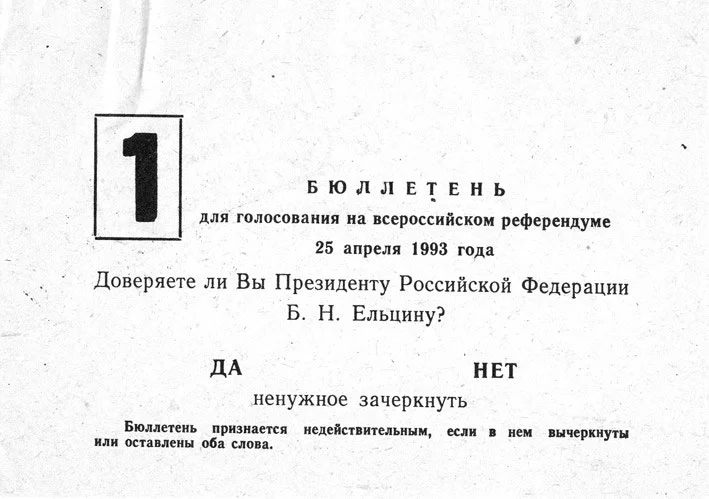 1
БЮЛЛЕТЕНЬ
для голосования на всероссийском референдуме
25 апреля 1993 года
Доверяете ли Вы Президенту Российской Федерации
Б. Н. Ельцину?
ДА НЕТ
ненужное зачеркнуть
Бюллетень признается недействительным, если в нем вычеркнуты
или оставлены оба слова.